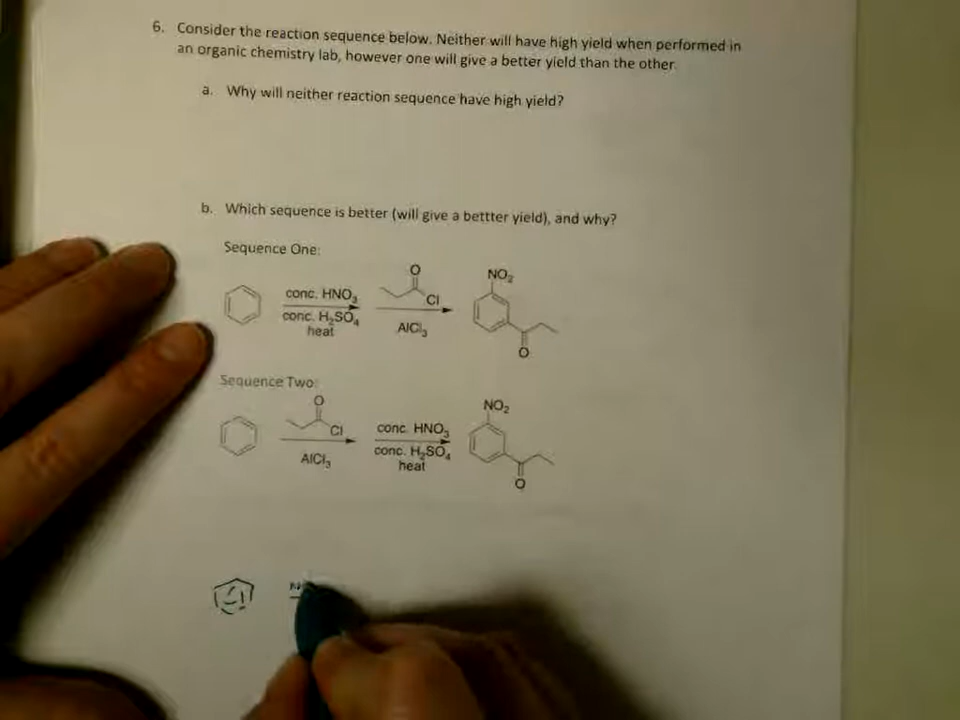 6. Consider the reaction sequence below. Neither will have high yield when performed in
an organic chemistry lab, however one will give a better yield than the other.
a. Why will neither reaction sequence have high yield?
b. Which sequence is better (will give a bettter yield), and why?
Sequence One:
conc. HNO3
conc. H2SO4
heat
O
Cl
AlCl3
NO2
O
Sequence Two:
O
Cl
AlCl3
conc. HNO3
conc. H2SO4
heat
NO2
O